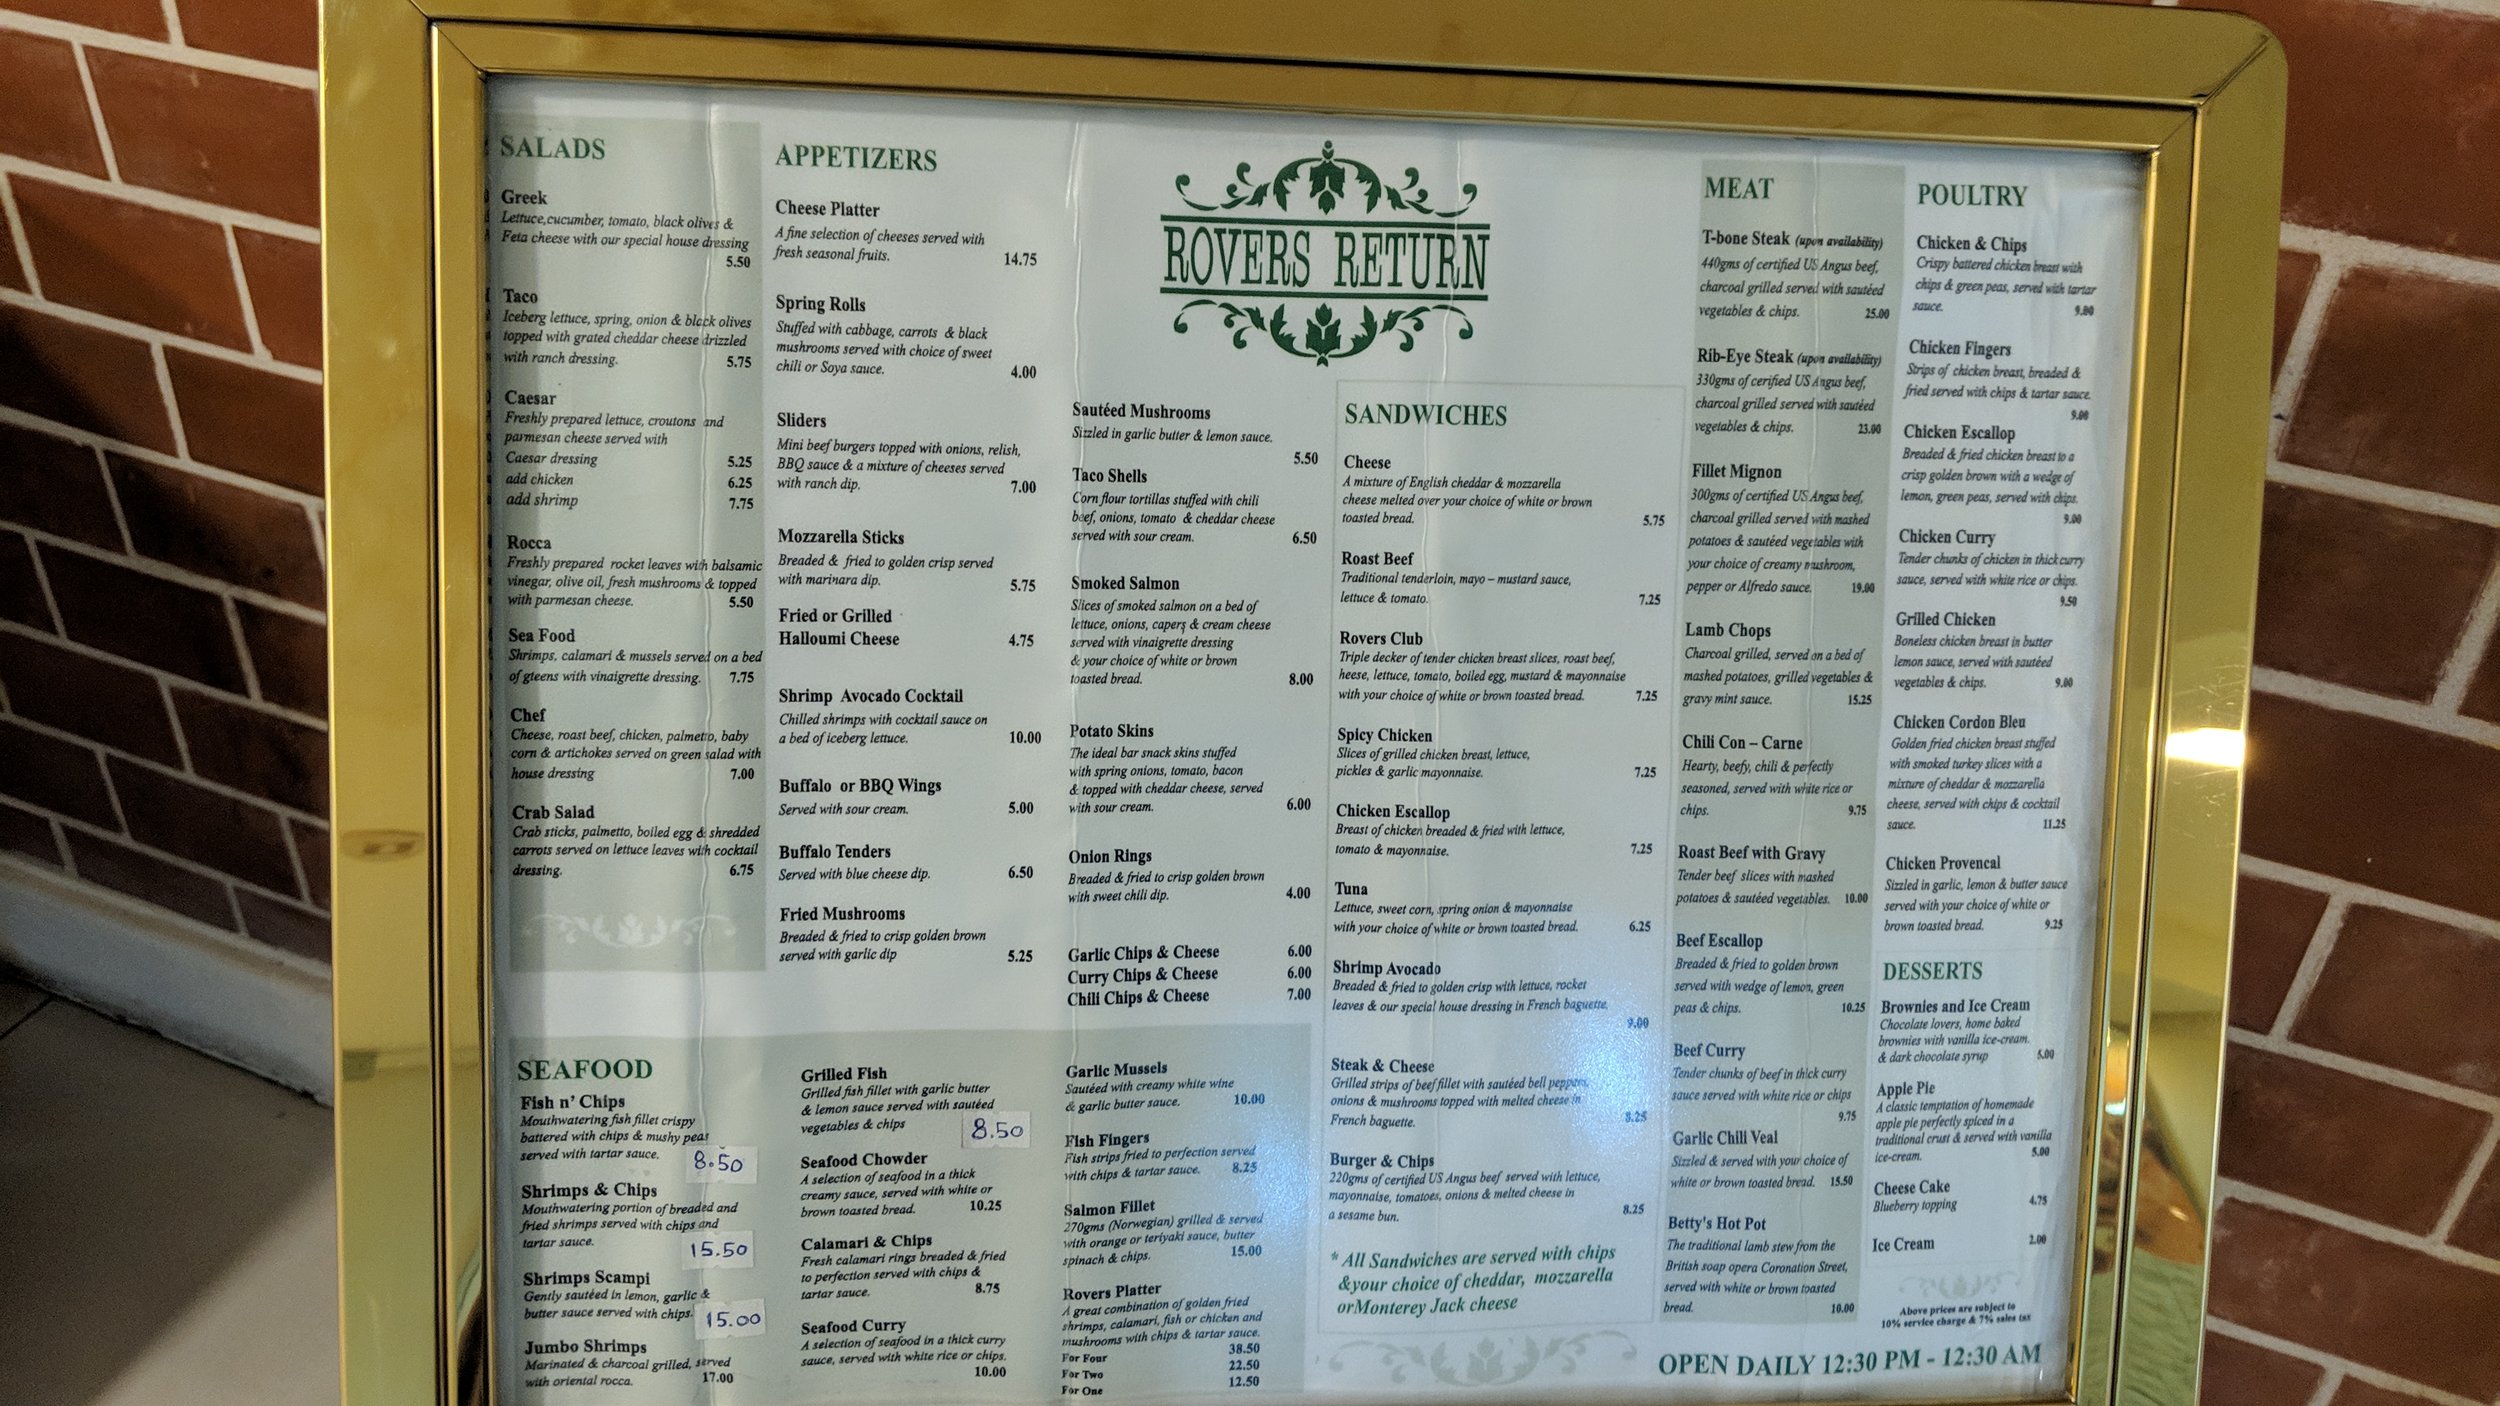 SALADS
Greek
Lettuce,cucumber, tomato, black olives &
Feta cheese with our special house dressing
5.50
Taco
Iceberg lettuce, spring, onion & black olives
topped with grated cheddar cheese drizzled
with ranch dressing. 5.75
Caesar
Freshly prepared lettuce, croutons and
parmesan cheese served with
Caesar dressing 5.25
add chicken 6.25
add shrimp 7.75
Rocca
Freshly prepared rocket leaves with balsamic
vinegar, olive oil, fresh mushrooms & topped
with parmesan cheese. 5.50
Sea Food
Shrimps, calamari & mussels served on a bed
of gteens with vinaigrette dressing. 7.75
Chef
Cheese, roast beef, chicken, palmetto, baby
corn & artichokes served on green salad with
house dressing 7.00
Crab Salad
Crab sticks, palmetto, boiled egg & shredded
carrots served on lettuce leaves with cocktail
dressing. 6.75
APPETIZERS
Cheese Platter
A fine selection of cheeses served with
fresh seasonal fruits. 14.75
Spring Rolls
Stuffed with cabbage, carrots & black
mushrooms served with choice of sweet
chili or Soya sauce. 4.00
Sliders
Mini beef burgers topped with onions, relish,
BBQ sauce & a mixture of cheeses served
with ranch dip. 7.00
Mozzarella Sticks
Breaded & fried to golden crisp served
with marinara dip. 5.75
Fried or Grilled
Halloumi Cheese 4.75
Shrimp Avocado Cocktail
Chilled shrimps with cocktail sauce on
a bed of iceberg lettuce. 10.00
Buffalo or BBQ Wings
Served with sour cream. 5.00
Buffalo Tenders
Served with blue cheese dip. 6.50
Fried Mushrooms
Breaded & fried to crisp golden brown
served with garlic dip 5.25
ROVERS RETURN
Sautéed Mushrooms
Sizzled in garlic butter & lemon sauce.
5.50
Taco Shells
Corn flour tortillas stuffed with chili
beef, onions, tomato & cheddar cheese
served with sour cream. 6.50
Smoked Salmon
Slices of smoked salmon on a bed of
lettuce, onions, capers & cream cheese
served with vinaigrette dressing
& your choice of white or brown
toasted bread. 8.00
Potato Skins
The ideal bar snack skins stuffed
with spring onions, tomato, bacon
& topped with cheddar cheese, served
with sour cream. 6.00
Onion Rings
Breaded & fried to crisp golden brown
with sweet chili dip. 4.00
Garlic Chips & Cheese 6.00
Curry Chips & Cheese 6.00
Chili Chips & Cheese 7.00
SANDWICHES
Cheese
A mixture of English cheddar & mozzarella
cheese melted over your choice of white or brown
toasted bread. 5.75
Roast Beef
Traditional tenderloin, mayo – mustard sauce,
lettuce & tomato. 7.25
Rovers Club
Triple decker of tender chicken breast slices, roast beef,
heese, lettuce, tomato, boiled egg, mustard & mayonnaise
with your choice of white or brown toasted bread. 7.25
Spicy Chicken
Slices of grilled chicken breast, lettuce,
pickles & garlic mayonnaise. 7.25
Chicken Escallop
Breast of chicken breaded & fried with lettuce,
tomato & mayonnaise. 7.25
Tuna
Lettuce, sweet corn, spring onion & mayonnaise
with your choice of white or brown toasted bread. 6.25
Shrimp Avocado
Breaded & fried to golden crisp with lettuce, rocket
leaves & our special house dressing in French baguette.
9.00
Steak & Cheese
Grilled strips of beef fillet with sautéed bell peppers,
onions & mushrooms topped with melted cheese in
French baguette. 8.25
Burger & Chips
220gms of certified US Angus beef served with lettuce,
mayonnaise, tomatoes, onions & melted cheese in
a sesame bun. 8.25
* All Sandwiches are served with chips
&your choice of cheddar, mozzarella
orMonterey Jack cheese
MEAT
T-bone Steak (upon availability)
440gms of certified US Angus beef,
charcoal grilled served with sautéed
vegetables & chips. 25.00
Rib-Eye Steak (upon availability)
330gms of cerified US Angus beef,
charcoal grilled served with sautéed
vegetables & chips. 23.00
Fillet Mignon
300gms of certified US Angus beef,
charcoal grilled served with mashed
potatoes & sautéed vegetables with
your choice of creamy mushroom,
pepper or Alfredo sauce. 19.00
Lamb Chops
Charcoal grilled, served on a bed of
mashed potatoes, grilled vegetables &
gravy mint sauce. 15.25
Chili Con – Carne
Hearty, beefy, chili & perfectly
seasoned, served with white rice or
chips. 9.75
Roast Beef with Gravy
Tender beef slices with mashed
potatoes & sautéed vegetables. 10.00
Beef Escallop
Breaded & fried to golden brown
served with wedge of lemon, green
peas & chips. 10.25
Beef Curry
Tender chunks of beef in thick curry
sauce served with white rice or chips
9.75
Garlic Chili Veal
Sizzled & served with your choice of
white or brown toasted bread. 15.50
Betty's Hot Pot
The traditional lamb stew from the
British soap opera Coronation Street,
served with white or brown toasted
bread. 10.00
POULTRY
Chicken & Chips
Crispy battered chicken breast with
chips & green peas, served with tartar
sauce. 9.00
Chicken Fingers
Strips of chicken breast, breaded &
fried served with chips & tartar sauce.
9.00
Chicken Escallop
Breaded & fried chicken breast to a
crisp golden brown with a wedge of
lemon, green peas, served with chips.
9.00
Chicken Curry
Tender chunks of chicken in thick curry
sauce, served with white rice or chips.
9.50
Grilled Chicken
Boneless chicken breast in butter
lemon sauce, served with sautéed
vegetables & chips. 9.00
Chicken Cordon Bleu
Golden fried chicken breast stuffed
with smoked turkey slices with a
mixture of cheddar & mozzarella
cheese, served with chips & cocktail
sauce. 11.25
Chicken Provencal
Sizzled in garlic, lemon & butter sauce
served with your choice of white or
brown toasted bread. 9.25
DESSERTS
Brownies and Ice Cream
Chocolate lovers, home baked
brownies with vanilla ice-cream.
& dark chocolate syrup 5.00
Apple Pie
A classic temptation of homemade
apple pie perfectly spiced in a
traditional crust & served with vanilla
ice-cream. 5.00
Cheese Cake
Blueberry topping 4.75
Ice Cream 2.00
Above prices are subject to
10% service charge & 7% sales tax
SEAFOOD
Fish n' Chips
Mouthwatering fish fillet crispy
battered with chips & mushy peas
served with tartar sauce. 8.50
Shrimps & Chips
Mouthwatering portion of breaded and
fried shrimps served with chips and
tartar sauce. 15.50
Shrimps Scampi
Gently sautéed in lemon, garlic &
butter sauce served with chips. 15.00
Jumbo Shrimps
Marinated & charcoal grilled, served
with oriental rocca. 17.00
Grilled Fish
Grilled fish fillet with garlic butter
& lemon sauce served with sautéed
vegetables & chips 8.50
Seafood Chowder
A selection of seafood in a thick
creamy sauce, served with white or
brown toasted bread. 10.25
Calamari & Chips
Fresh calamari rings breaded & fried
to perfection served with chips &
tartar sauce. 8.75
Seafood Curry
A selection of seafood in a thick curry
sauce, served with white rice or chips.
10.00
Garlic Mussels
Sautéed with creamy white wine
& garlic butter sauce. 10.00
Fish Fingers
Fish strips fried to perfection served
with chips & tartar sauce. 8.25
Salmon Fillet
270gms (Norwegian) grilled & served
with orange or teriyaki sauce, butter
spinach & chips. 15.00
Rovers Platter
A great combination of golden fried
shrimps, calamari, fish or chicken and
mushrooms with chips & tartar sauce.
For Four 38.50
For Two 22.50
For One 12.50
OPEN DAILY 12:30 PM - 12:30 AM